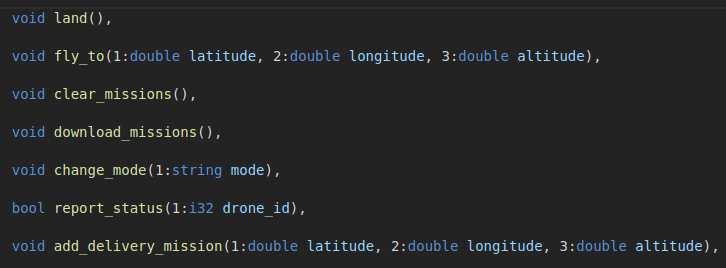 void land(),
void fly_to(1:double latitude, 2:double longitude, 3:double altitude),
void clear_missions(),
void download_missions(),
void change_mode(1:string mode),
bool report_status(1:i32 drone_id),
void add_delivery_mission(1:double latitude, 2:double longitude, 3:double altitude),